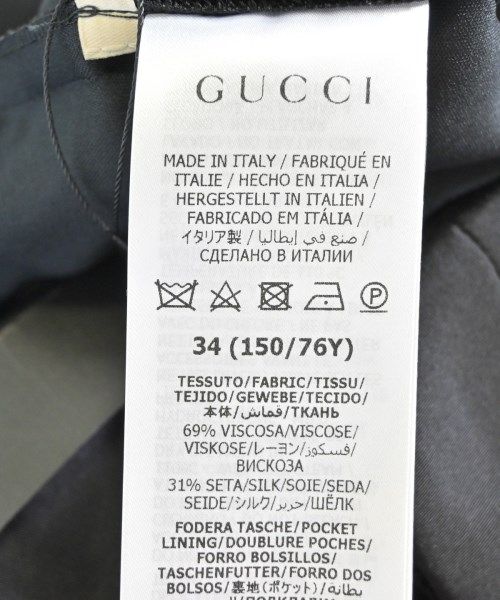 GUCCI
MADE IN ITALY / FABRIQUÉ EN
ITALIE / HECHO EN ITALIA /
HERGESTELLT IN ITALIEN /
FABRICADO EM ITÁLIA /
イタリア製 / صنع في إيطاليا /
СДЕЛАНО В ИТАЛИИ
P
34 (150/76Y)
TESSUTO/FABRIC/TISSU/
TEJIDO/GEWEBE/TECIDO/
本体/قماش/ТКАНЬ
69% VISCOSA/VISCOSE/
VISKOSE/レーヨン/فسكوز/
ВИСКОЗА
31% SETA/SILK/SOIE/SEDA/
SEIDE/シルク/حرير/ШЁЛК
FODERA TASCHE/POCKET
LINING/DOUBLURE POCHES/
FORRO BOLSILLOS/
TASCHENFUTTER/FORRO DOS
BOLSOS/裏地(ポケット)/بطانة